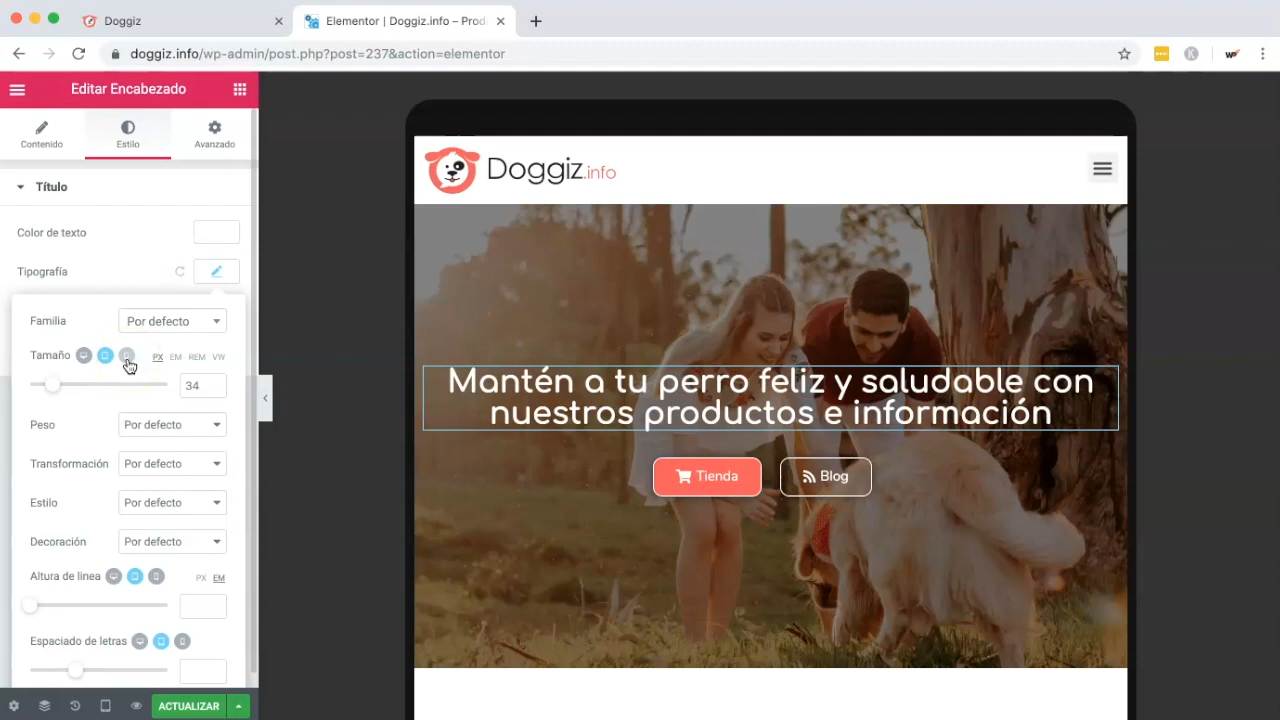 Doggiz
Elementor | Doggiz.info – Prod
doggiz.info/wp-admin/post.php?post=237&action=elementor
Editar Encabezado
Contenido
Estilo
Avanzado
Título
Color de texto
Tipografía
Familia
Por defecto
Tamaño
PX EM REM VW
34
Peso
Por defecto
Transformación
Por defecto
Estilo
Por defecto
Decoración
Por defecto
Altura de linea
PX EM
Espaciado de letras
ACTUALIZAR
Doggiz.info
Mantén a tu perro feliz y saludable con
nuestros productos e información
Tienda
Blog